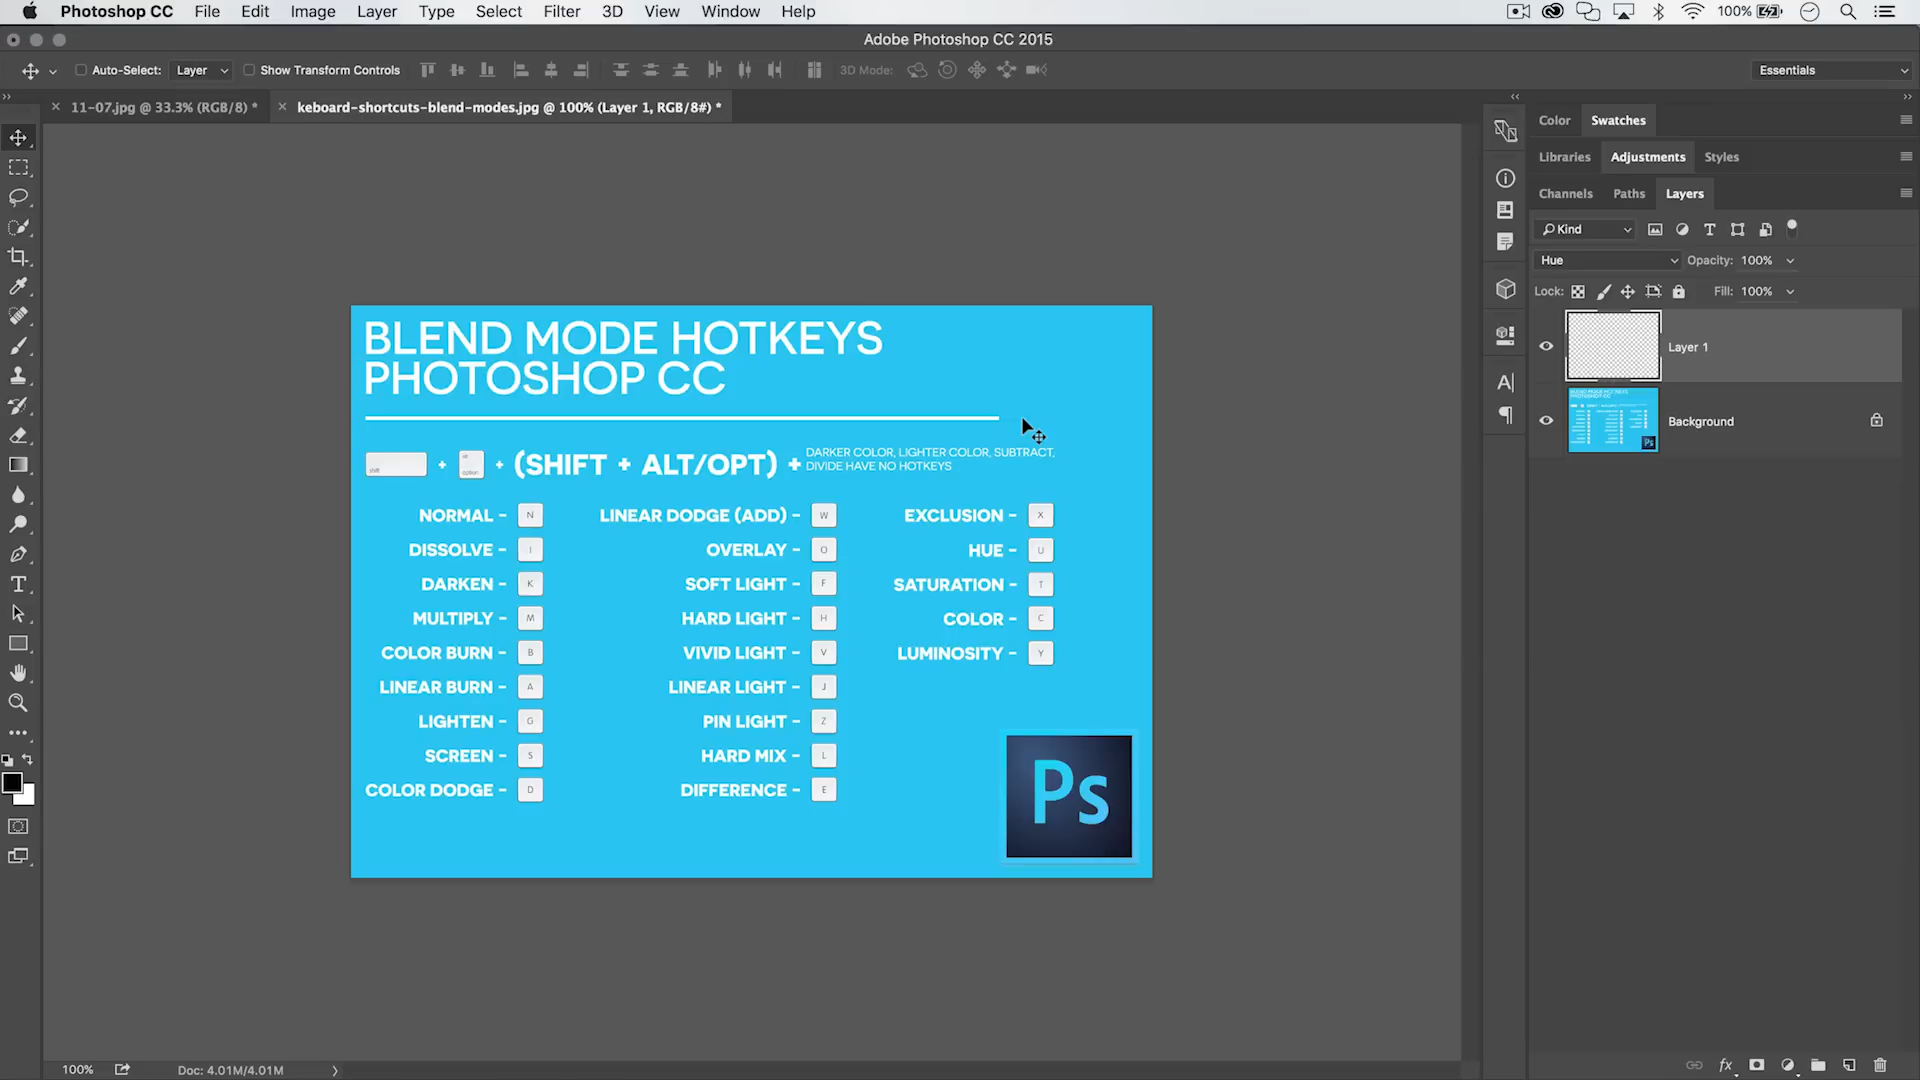 Photoshop CC File Edit Image Layer Type Select Filter 3D View Window Help 100%
Adobe Photoshop CC 2015
Auto-Select: Layer Show Transform Controls 3D Mode: Essentials
11-07.jpg @ 33.3% (RGB/8) * keboard-shortcuts-blend-modes.jpg @ 100% (Layer 1, RGB/8#) *
Color Swatches
Libraries Adjustments Styles
Channels Paths Layers
Kind
Hue Opacity: 100%
Lock: Fill: 100%
Layer 1
Background
BLEND MODE HOTKEYS
PHOTOSHOP CC
shift + alt option + (SHIFT + ALT/OPT) +
DARKER COLOR, LIGHTER COLOR, SUBTRACT,
DIVIDE HAVE NO HOTKEYS
NORMAL - N
DISSOLVE - I
DARKEN - K
MULTIPLY - M
COLOR BURN - B
LINEAR BURN - A
LIGHTEN - G
SCREEN - S
COLOR DODGE - D
LINEAR DODGE (ADD) - W
OVERLAY - O
SOFT LIGHT - F
HARD LIGHT - H
VIVID LIGHT - V
LINEAR LIGHT - J
PIN LIGHT - Z
HARD MIX - L
DIFFERENCE - E
EXCLUSION - X
HUE - U
SATURATION - T
COLOR - C
LUMINOSITY - Y
Ps
100% Doc: 4.01M/4.01M
fx